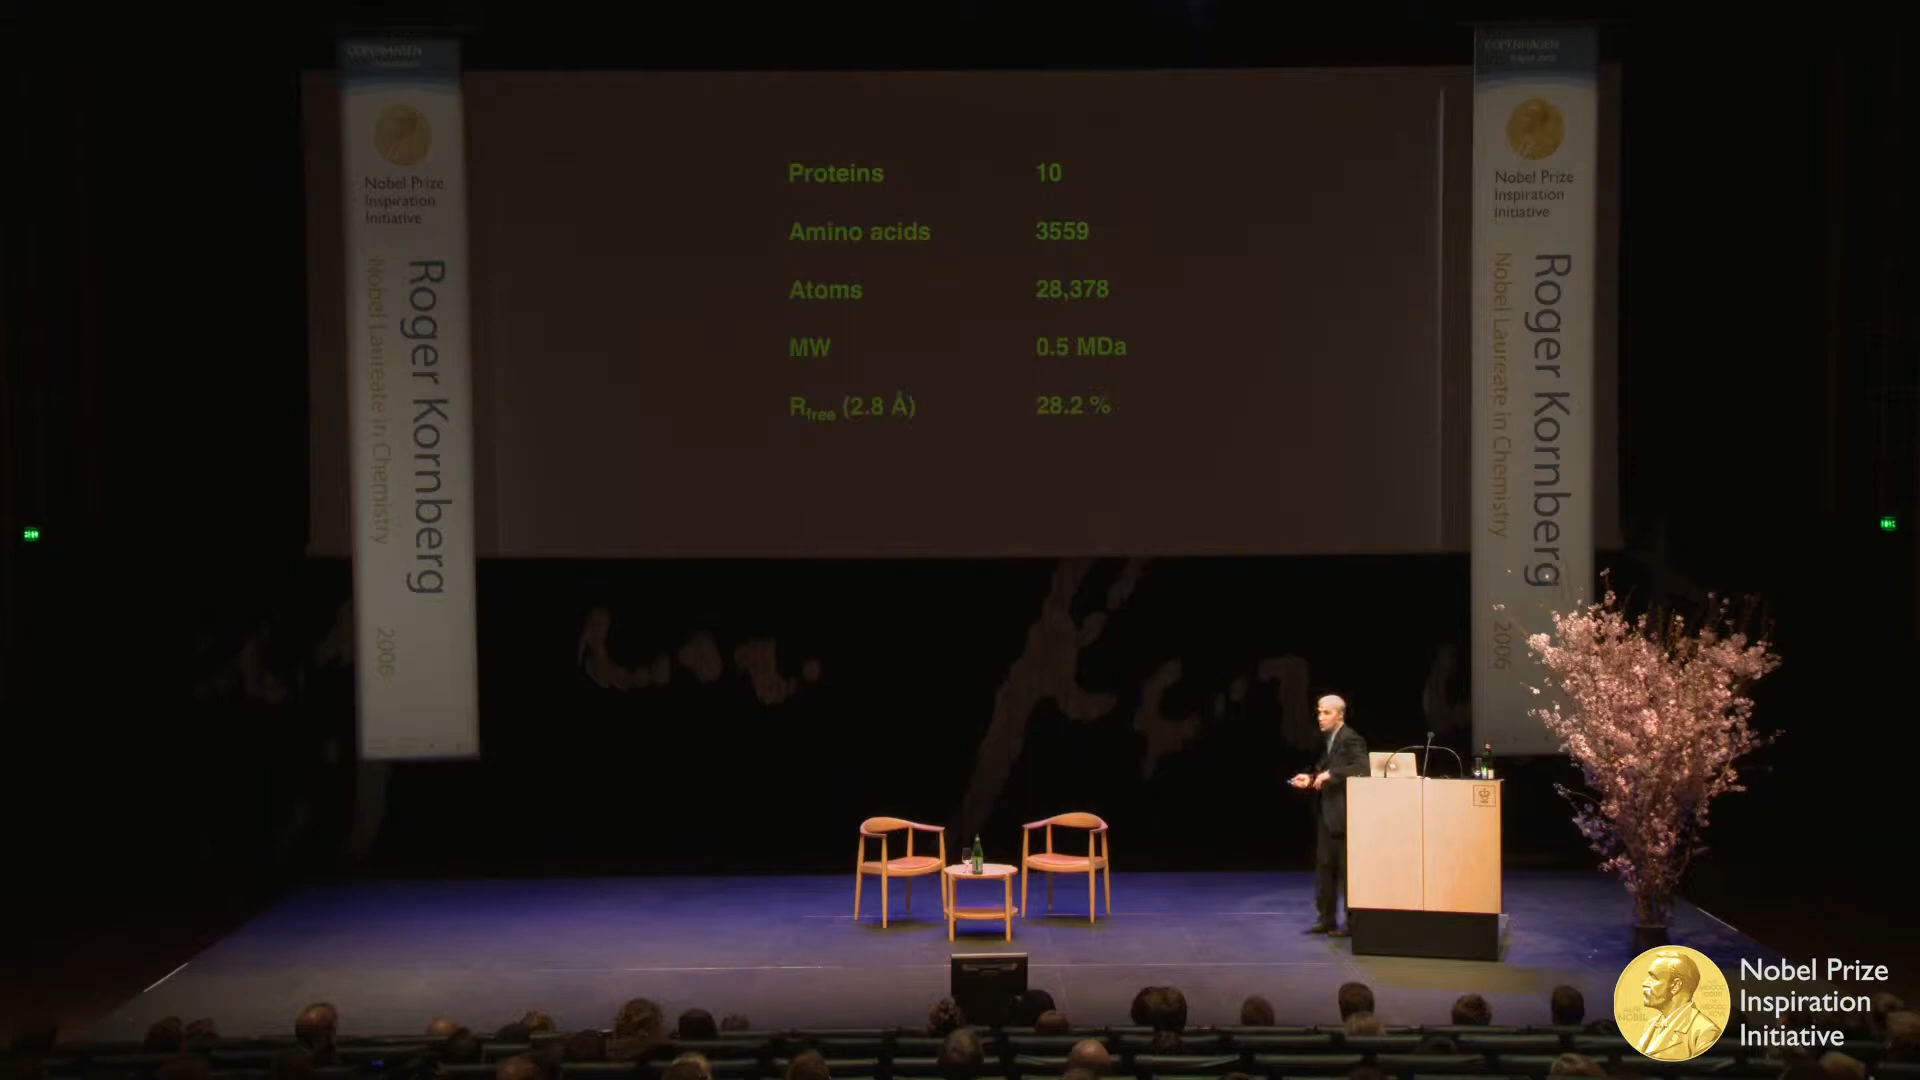 COPENHAGEN
Nobel Prize
Inspiration
Initiative
Roger Kornberg
Nobel Laureate in Chemistry
2006
Proteins 10
Amino acids 3559
Atoms 28,378
MW 0.5 MDa
Rfree (2.8 Å) 28.2 %
COPENHAGEN
Nobel Prize
Inspiration
Initiative
Roger Kornberg
Nobel Laureate in Chemistry
2006
Nobel Prize
Inspiration
Initiative